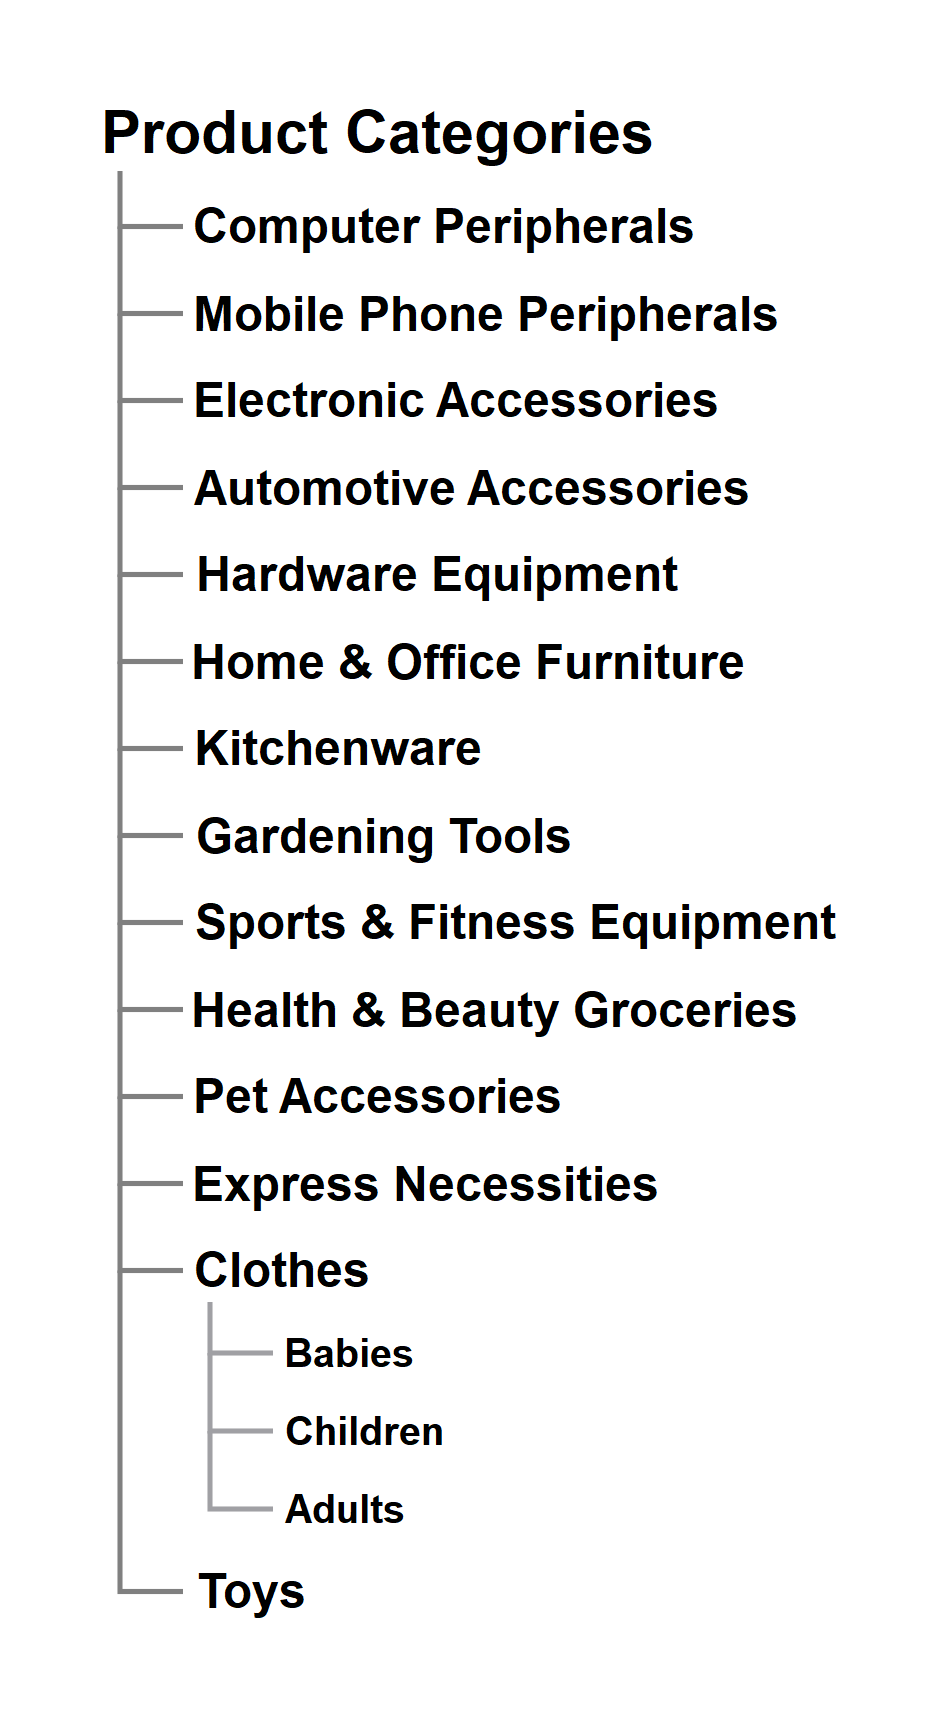 Product Categories
Computer Peripherals
Mobile Phone Peripherals
Electronic Accessories
Automotive Accessories
Hardware Equipment
Home & Office Furniture
Kitchenware
Gardening Tools
Sports & Fitness Equipment
Health & Beauty Groceries
Pet Accessories
Express Necessities
Clothes
Babies
Children
Adults
Toys